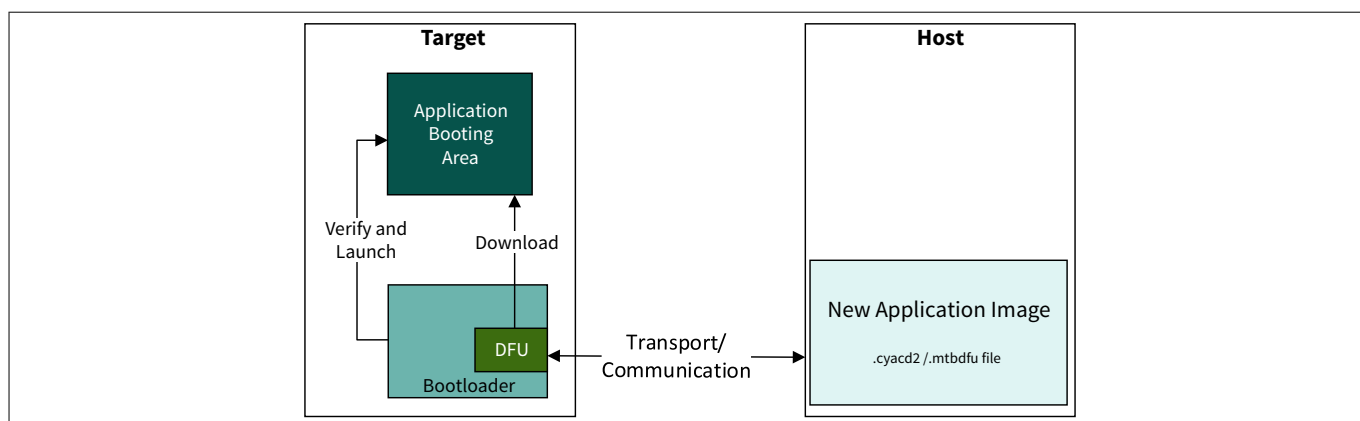 Target
Host
Application
Booting
Area
Verify and
Launch
Download
DFU
Bootloader
Transport/
Communication
New Application Image
.cyacd2 /.mtbdfu file